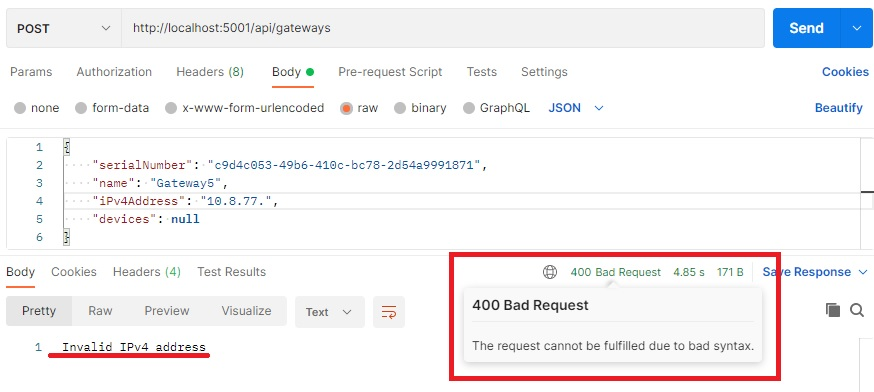 POST http://localhost:5001/api/gateways Send
Params Authorization Headers (8) Body Pre-request Script Tests Settings Cookies
none form-data x-www-form-urlencoded raw binary GraphQL JSON Beautify
1 {
2 "serialNumber": "c9d4c053-49b6-410c-bc78-2d54a9991871",
3 "name": "Gateway5",
4 "iPv4Address": "10.8.77.",
5 "devices": null
6 }
Body Cookies Headers (4) Test Results 400 Bad Request 4.85 s 171 B Save Response
400 Bad Request
The request cannot be fulfilled due to bad syntax.
Pretty Raw Preview Visualize Text
1 Invalid IPv4 address